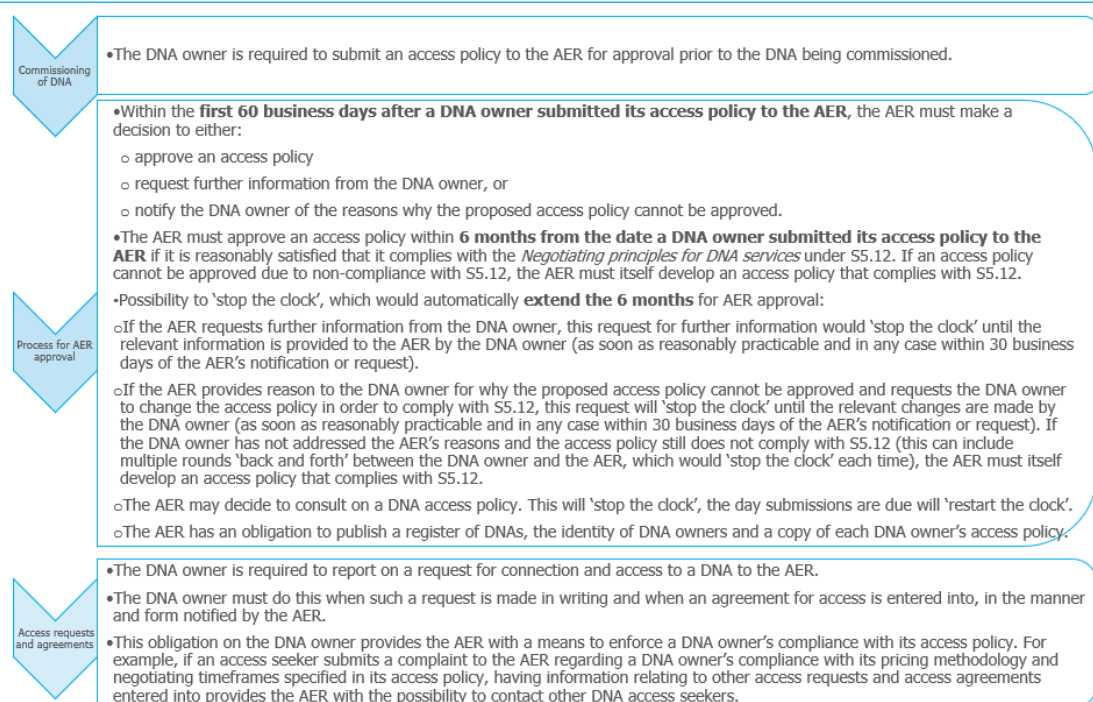 Commissioning
of DNA
•The DNA owner is required to submit an access policy to the AER for approval prior to the DNA being commissioned.
Process for AER
approval
•Within the first 60 business days after a DNA owner submitted its access policy to the AER, the AER must make a
decision to either:
o approve an access policy
o request further information from the DNA owner, or
o notify the DNA owner of the reasons why the proposed access policy cannot be approved.
•The AER must approve an access policy within 6 months from the date a DNA owner submitted its access policy to the
AER if it is reasonably satisfied that it complies with the Negotiating principles for DNA services under S5.12. If an access policy
cannot be approved due to non-compliance with S5.12, the AER must itself develop an access policy that complies with S5.12.
•Possibility to ‘stop the clock’, which would automatically extend the 6 months for AER approval:
oIf the AER requests further information from the DNA owner, this request for further information would ‘stop the clock’ until the
relevant information is provided to the AER by the DNA owner (as soon as reasonably practicable and in any case within 30 business
days of the AER’s notification or request).
oIf the AER provides reason to the DNA owner for why the proposed access policy cannot be approved and requests the DNA owner
to change the access policy in order to comply with S5.12, this request will ‘stop the clock’ until the relevant changes are made by
the DNA owner (as soon as reasonably practicable and in any case within 30 business days of the AER’s notification or request). If
the DNA owner has not addressed the AER’s reasons and the access policy still does not comply with S5.12 (this can include
multiple rounds ‘back and forth’ between the DNA owner and the AER, which would ‘stop the clock’ each time), the AER must itself
develop an access policy that complies with S5.12.
oThe AER may decide to consult on a DNA access policy. This will ‘stop the clock’, the day submissions are due will ‘restart the clock’.
oThe AER has an obligation to publish a register of DNAs, the identity of DNA owners and a copy of each DNA owner’s access policy.
Access requests
and agreements
•The DNA owner is required to report on a request for connection and access to a DNA to the AER.
•The DNA owner must do this when such a request is made in writing and when an agreement for access is entered into, in the manner
and form notified by the AER.
•This obligation on the DNA owner provides the AER with a means to enforce a DNA owner’s compliance with its access policy. For
example, if an access seeker submits a complaint to the AER regarding a DNA owner’s compliance with its pricing methodology and
negotiating timeframes specified in its access policy, having information relating to other access requests and access agreements
entered into provides the AER with the possibility to contact other DNA access seekers.